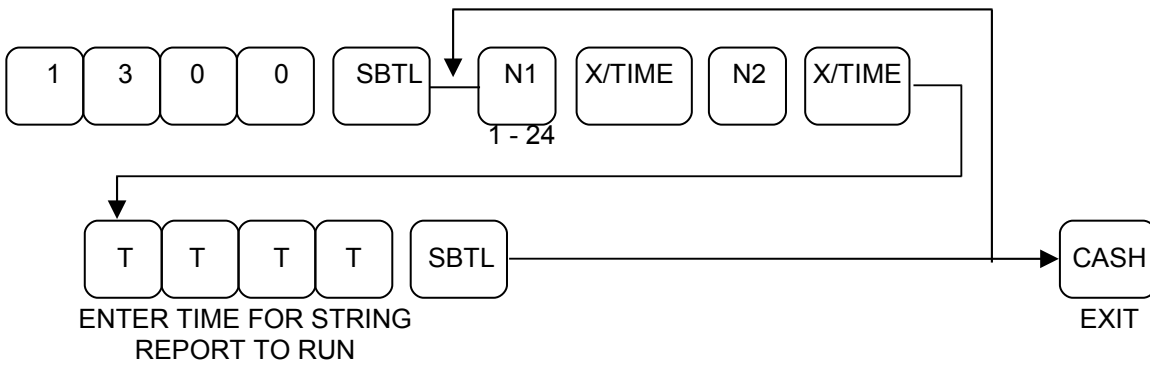 1 3 0 0 SBTL N1 X/TIME N2 X/TIME
1 - 24
T T T T SBTL CASH
ENTER TIME FOR STRING EXIT
REPORT TO RUN